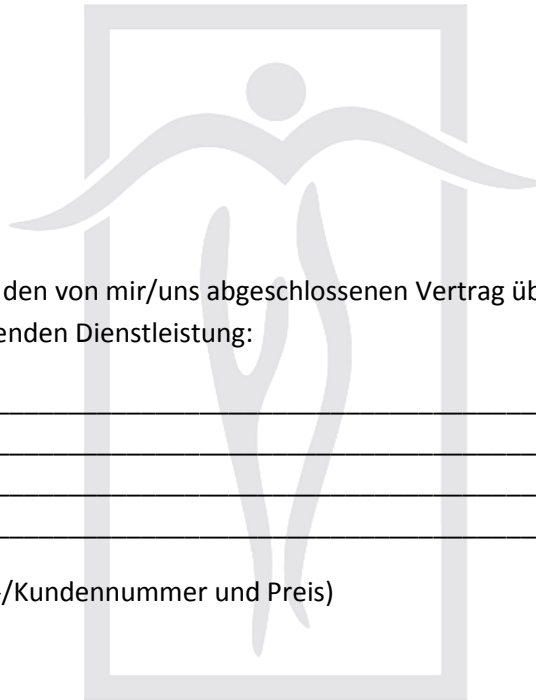 den von mir/uns abgeschlossenen Vertrag üb
enden Dienstleistung:
/Kundennummer und Preis)